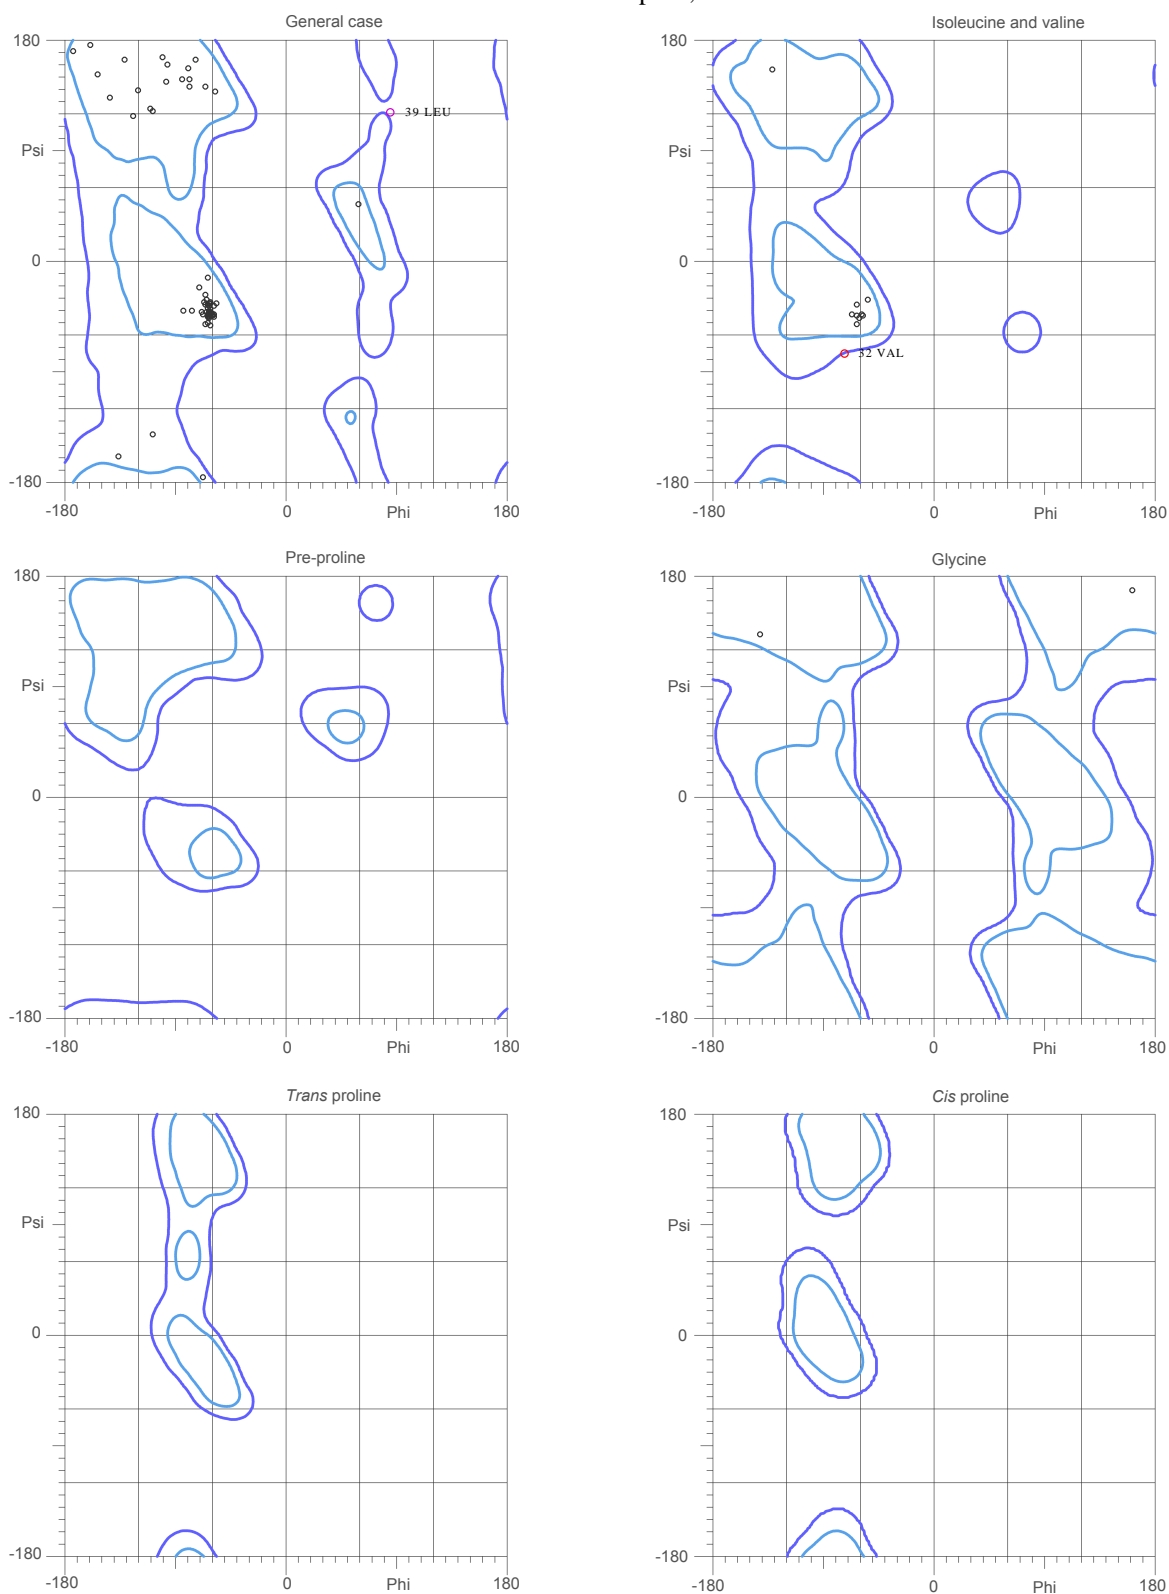 General case
Isoleucine and valine
180
180
39 LEU
Psi
Psi
0
0
32 VAL
-180
-180
-180
0
Phi
180
-180
0
Phi
180
Pre-proline
Glycine
180
180
Psi
Psi
0
0
-180
-180
-180
0
Phi
180
-180
0
Phi
180
Trans proline
Cis proline
180
180
Psi
Psi
0
0
-180
-180
-180
0
Phi
180
-180
0
Phi
180